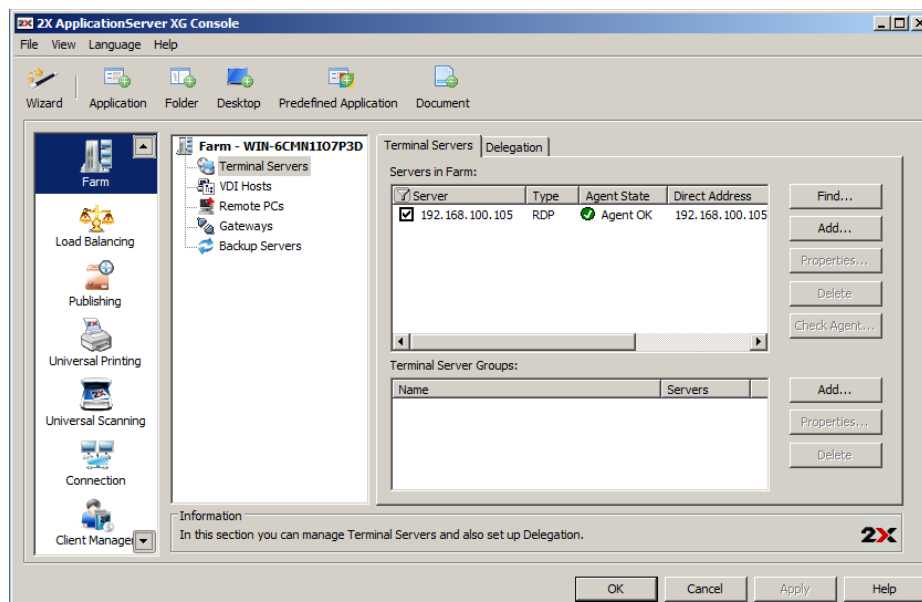 2X ApplicationServer XG Console
File View Language Help
Wizard Application Folder Desktop Predefined Application Document
Farm
Load Balancing
Publishing
Universal Printing
Universal Scanning
Connection
Client Manager
Farm - WIN-6CMN1IO7P3D
Terminal Servers
VDI Hosts
Remote PCs
Gateways
Backup Servers
Terminal Servers Delegation
Servers in Farm:
Server Type Agent State Direct Address
192.168.100.105 RDP Agent OK 192.168.100.105
Find...
Add...
Properties...
Delete
Check Agent...
Terminal Server Groups:
Name Servers
Add...
Properties...
Delete
Information
In this section you can manage Terminal Servers and also set up Delegation.
2X
OK Cancel Apply Help